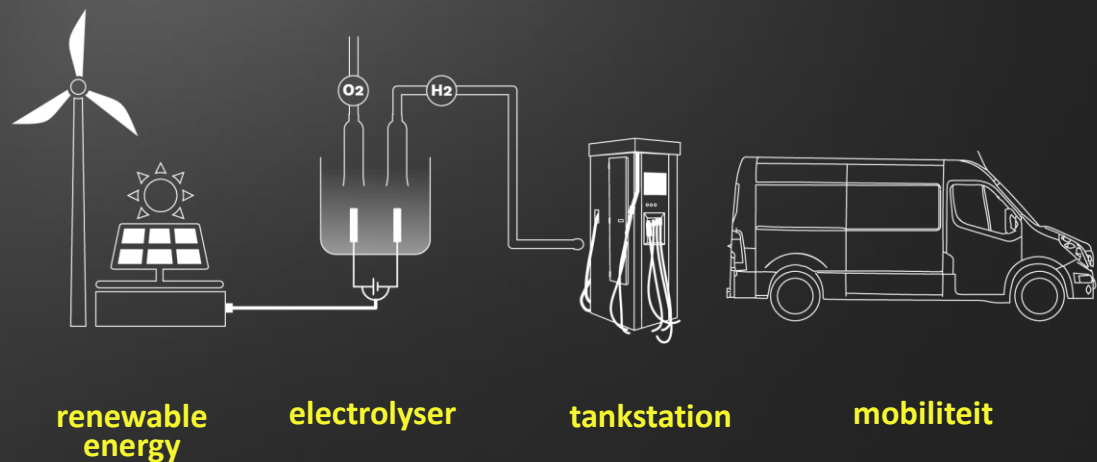 O2
H2
renewable
energy
electrolyser
tankstation
mobiliteit